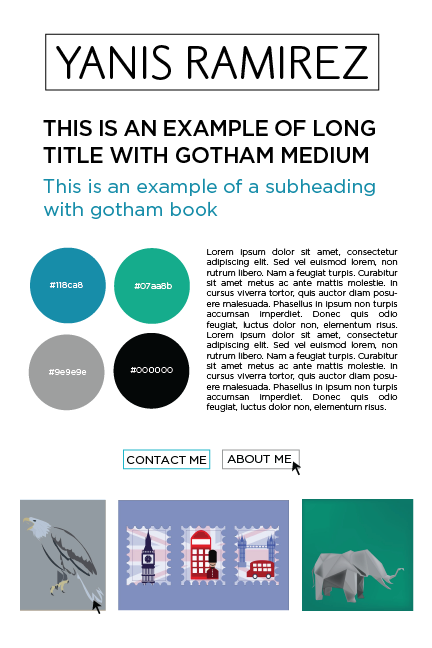 YANIS RAMIREZ
THIS IS AN EXAMPLE OF LONG
TITLE WITH GOTHAM MEDIUM
This is an example of a subheading
with gotham book
#118ca8
#07aa8b
#9e9e9e
#000000
Lorem ipsum dolor sit amet, consectetur
adipiscing elit. Sed vel euismod lorem, non
rutrum libero. Nam a feugiat turpis. Curabitur
sit amet metus ac ante mattis molestie. In
cursus viverra tortor, quis auctor diam posu-
ere malesuada. Phasellus in ipsum non turpis
accumsan imperdiet. Donec quis odio
feugiat, luctus dolor non, elementum risus.
Lorem ipsum dolor sit amet, consectetur
adipiscing elit. Sed vel euismod lorem, non
rutrum libero. Nam a feugiat turpis. Curabitur
sit amet metus ac ante mattis molestie. In
cursus viverra tortor, quis auctor diam posu-
ere malesuada. Phasellus in ipsum non turpis
accumsan imperdiet. Donec quis odio
feugiat, luctus dolor non, elementum risus.
CONTACT ME
ABOUT ME